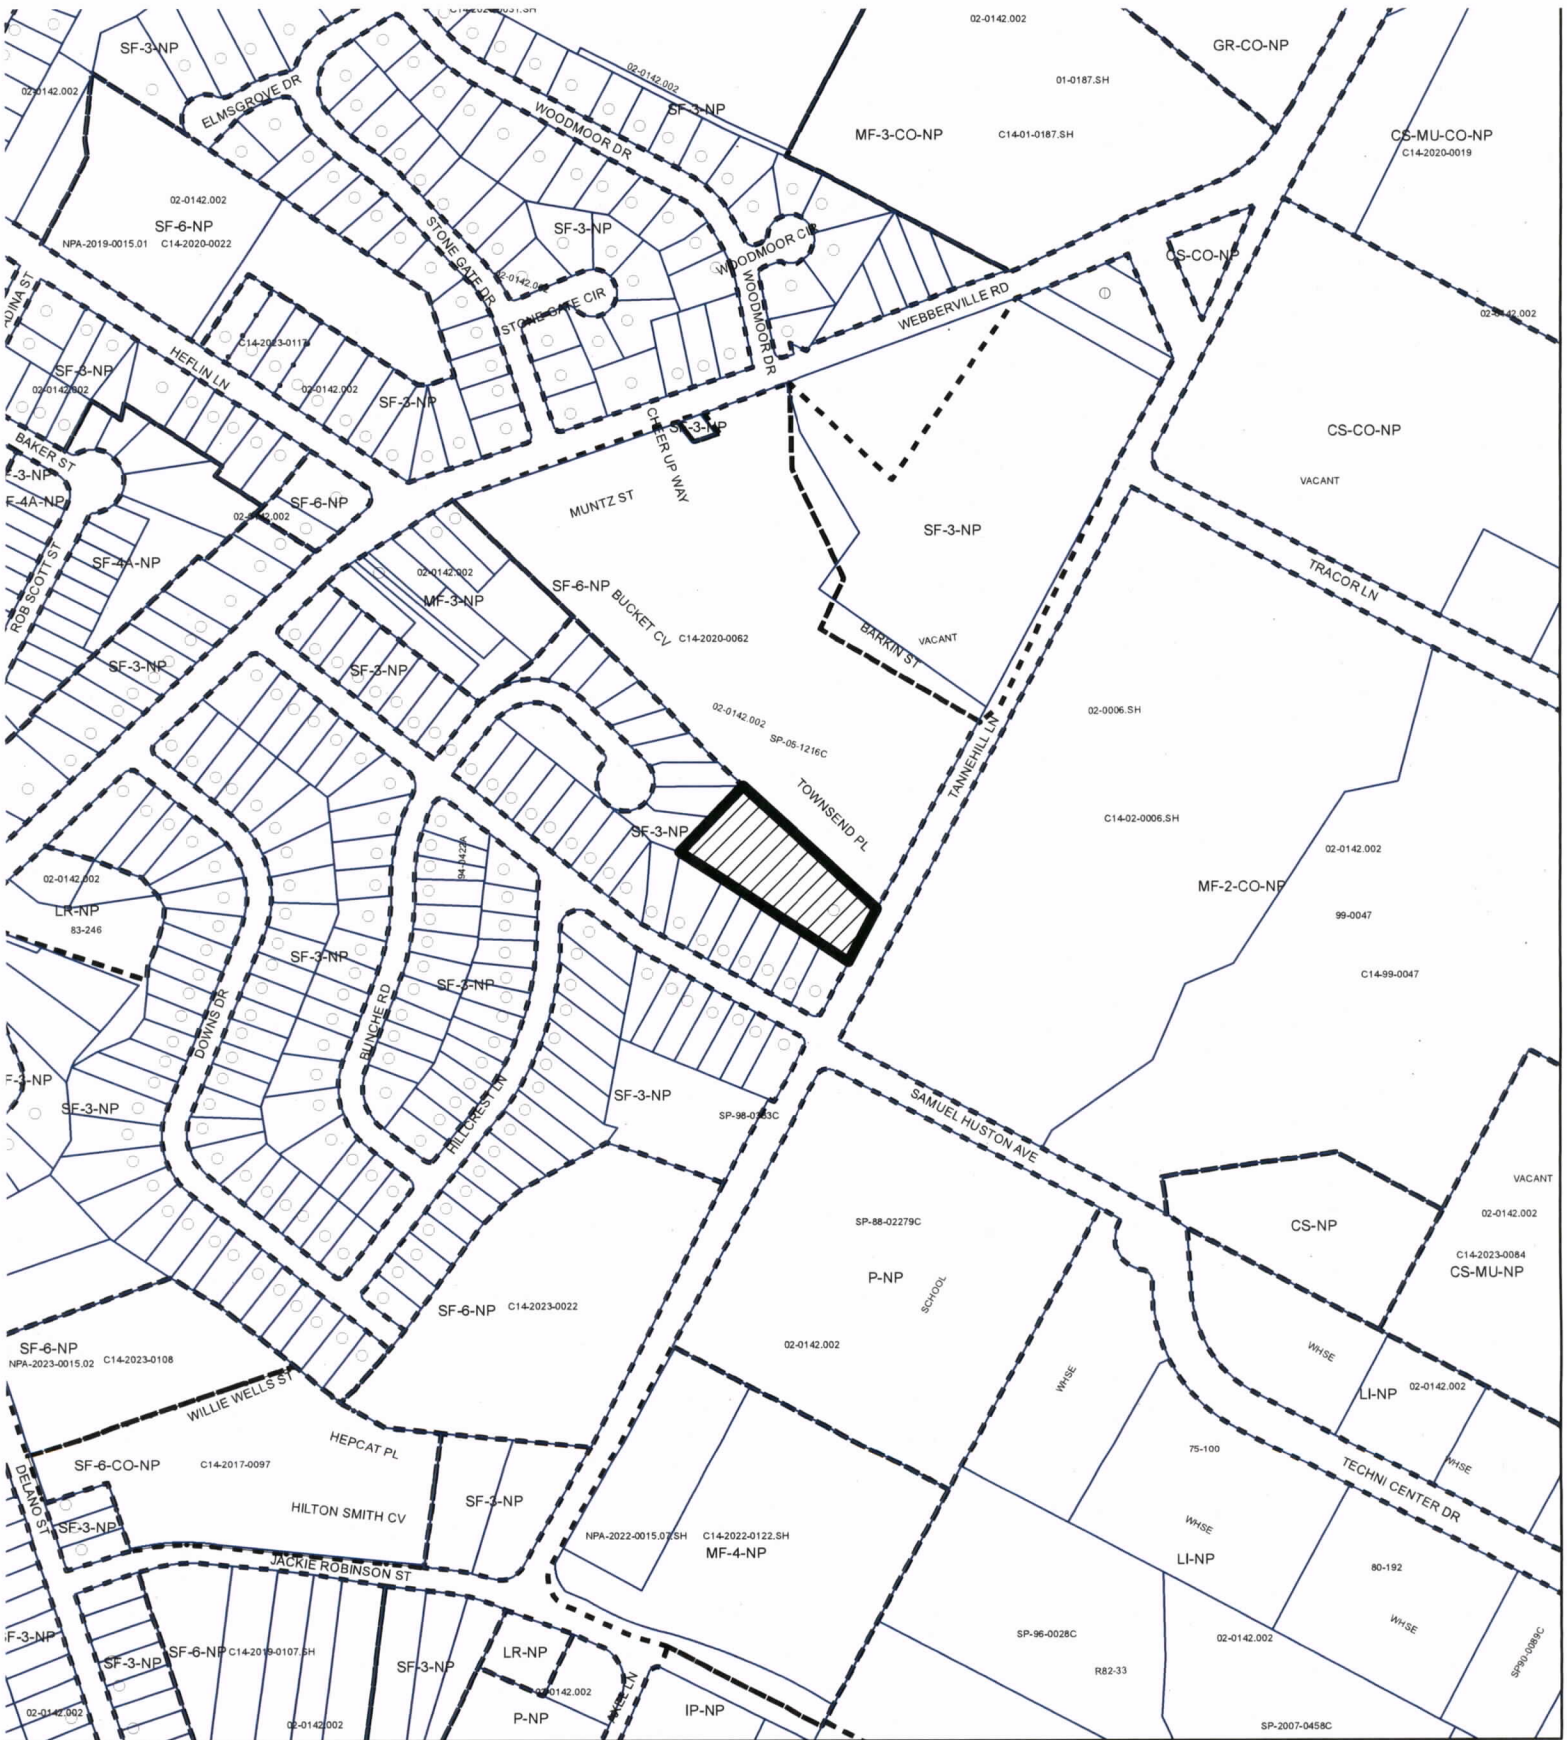 02-0142.002
SF-3-NP
GR-CO-NP
02-0142.002
01-0187.SH
02-0142.002
ELMSGROVE DR
WOODMOOR DR
SF-3-NP
MF-3-CO-NP
C14-01-0187.SH
CS-MU-CO-NP
C14-2020-0019
02-0142.002
SF-6-NP
NPA-2019-0015.01
C14-2020-0022
STONE GATE DR
SF-3-NP
WOODMOOR CIR
CS-CO-NP
STONE GATE CIR
WOODMOOR DR
WEBBERVILLE RD
02-0142.002
C14-2023-0117
HEFLIN LN
SF-3-NP
02-0142.002
02-0142.002
SF-3-NP
CHEER UP WAY
SF-3-NP
CS-CO-NP
BAKER ST
VACANT
SF-6-NP
MUNTZ ST
02-0142.002
SF-3-NP
ROB SCOTT ST
SF-4A-NP
02-0142.002
MF-3-NP
SF-6-NP
BUCKET CV
C14-2020-0062
BARKIN ST
VACANT
TRACOR LN
SF-3-NP
SF-3-NP
02-0142.002
SP-05-1216C
02-0006.SH
TANNEHILL LN
TOWNSEND PL
C14-02-0006.SH
SF-3-NP
94-0422A
02-0142.002
02-0142.002
LR-NP
83-246
MF-2-CO-NP
99-0047
SF-3-NP
SF-3-NP
C14-99-0047
DOWNS DR
BUNCHE RD
HILLCREST LN
SF-3-NP
SF-3-NP
SP-98-0363C
SAMUEL HUSTON AVE
VACANT
SP-88-02279C
CS-NP
02-0142.002
C14-2023-0084
CS-MU-NP
P-NP
SCHOOL
SF-6-NP
C14-2023-0022
02-0142.002
SF-6-NP
NPA-2023-0015.02
C14-2023-0108
WHSE
WHSE
LI-NP
02-0142.002
WILLIE WELLS ST
HEPCAT PL
75-100
SF-6-CO-NP
C14-2017-0097
WHSE
TECHNI CENTER DR
DELANO ST
SF-3-NP
HILTON SMITH CV
SF-3-NP
NPA-2022-0015.07.SH
C14-2022-0122.SH
MF-4-NP
WHSE
LI-NP
80-192
JACKIE ROBINSON ST
WHSE
SF-3-NP
SF-6-NP
C14-2019-0107.SH
SF-3-NP
SF-3-NP
LR-NP
SP-96-0028C
02-0142.002
SP90-0089C
R82-33
02-0142.002
02-0142.002
02-0142.002
P-NP
IP-NP
SP-2007-0458C